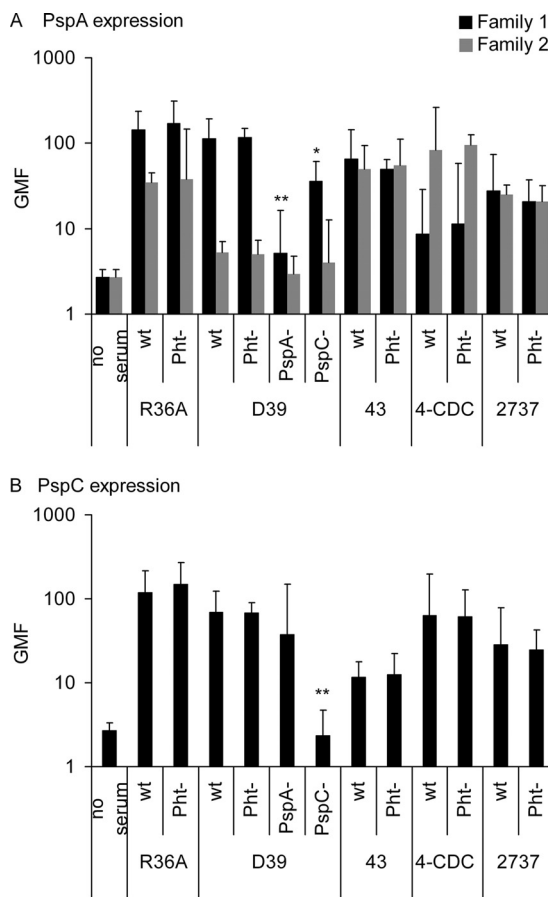 A PspA expression
Family 1
Family 2
1000
100
10
1
GMF
**
*
no serum
wt
Pht-
wt
Pht-
PspA-
PspC-
wt
Pht-
wt
Pht-
wt
Pht-
R36A
D39
43
4-CDC
2737
B PspC expression
1000
100
10
1
GMF
**
no serum
wt
Pht-
wt
Pht-
PspA-
PspC-
wt
Pht-
wt
Pht-
wt
Pht-
R36A
D39
43
4-CDC
2737